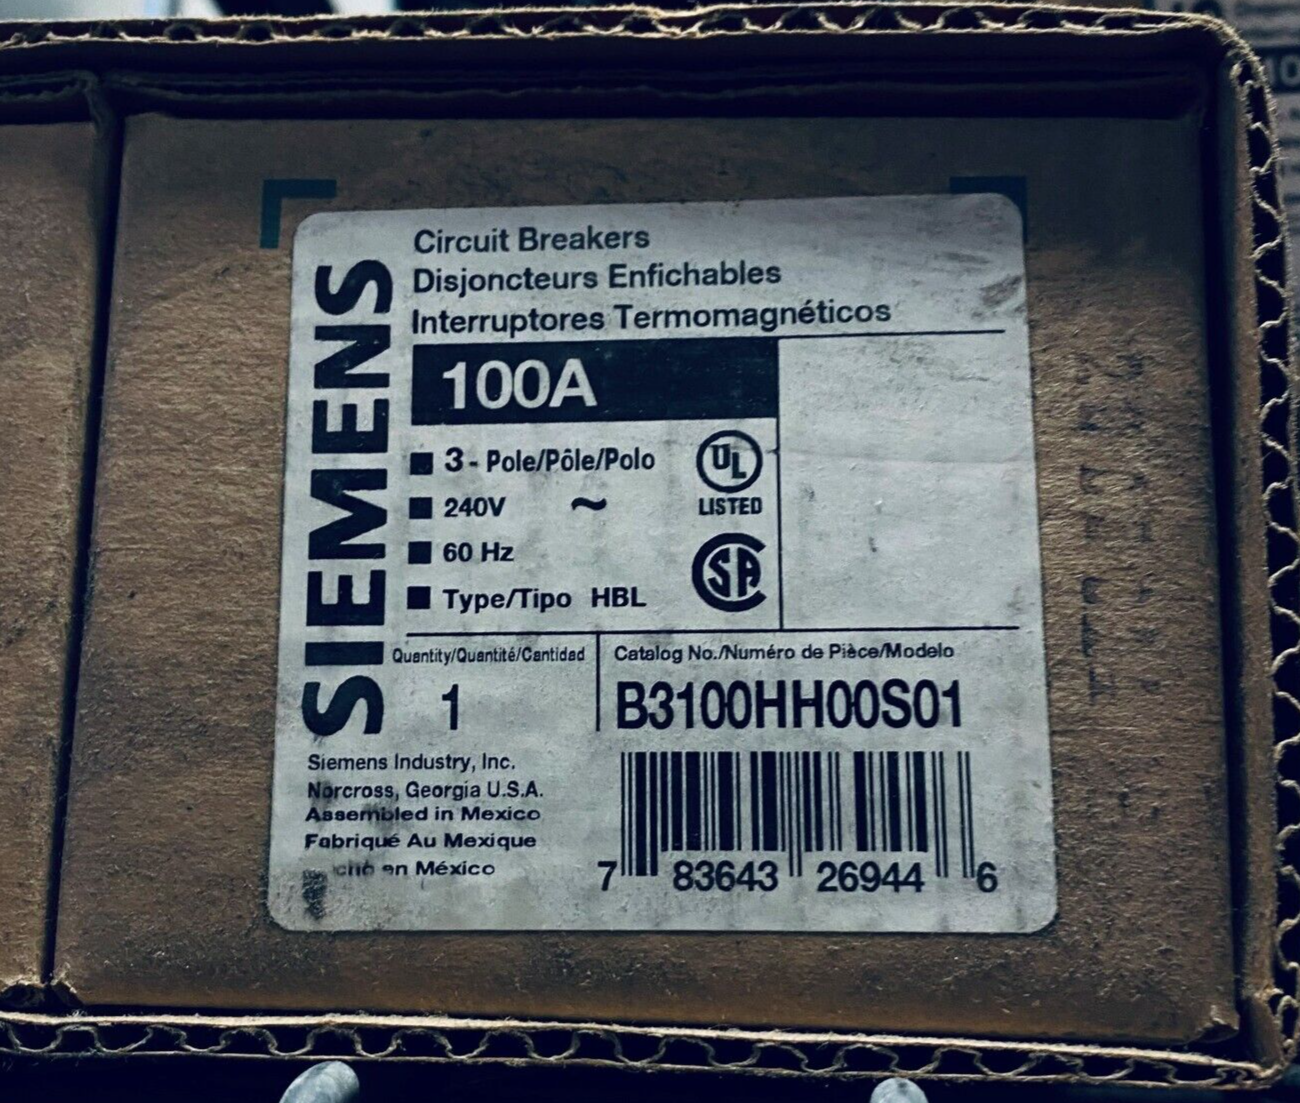 SIEMENS
Circuit Breakers
Disjoncteurs Enfichables
Interruptores Termomagnéticos
100A
3 - Pole/Pôle/Polo
240V ~
60 Hz
Type/Tipo HBL
UL
LISTED
SA
Quantity/Quantité/Cantidad
1
Catalog No./Numéro de Pièce/Modelo
B3100HH00S01
Siemens Industry, Inc.
Norcross, Georgia U.S.A.
Assembled in Mexico
Fabriqué Au Mexique
en México
7 83643 26944 6